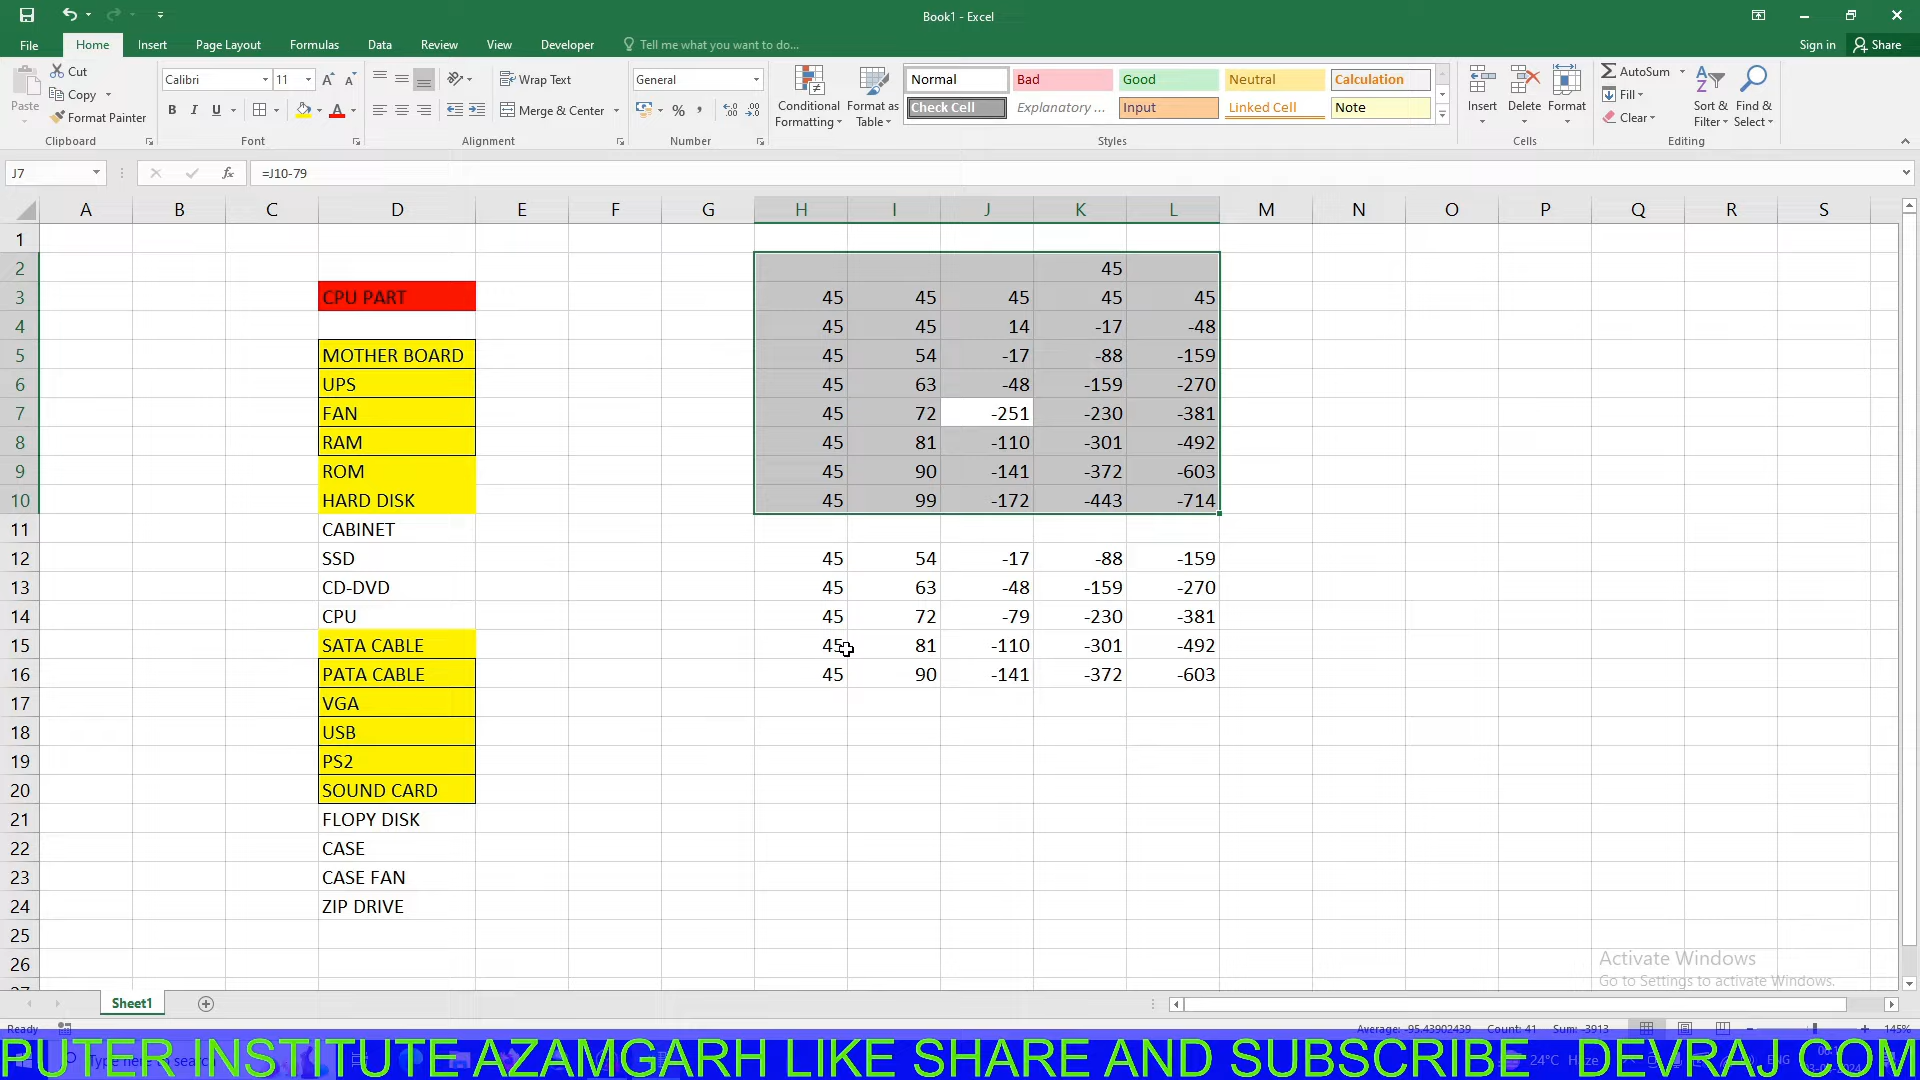 Book1 - Excel
File Home Insert Page Layout Formulas Data Review View Developer Tell me what you want to do... Sign in Share
Cut Calibri 11 Wrap Text General Normal Bad Good Neutral Calculation AutoSum
Paste Copy B I U Merge & Center % Conditional Formatting Format as Table Check Cell Explanatory ... Input Linked Cell Note Insert Delete Format Fill Sort & Filter Find & Select
Format Painter Clear
Clipboard Font Alignment Number Styles Cells Editing
J7 fx =J10-79
A B C D E F G H I J K L M N O P Q R S
1
2 45
3 CPU PART 45 45 45 45 45
4 45 45 14 -17 -48
5 MOTHER BOARD 45 54 -17 -88 -159
6 UPS 45 63 -48 -159 -270
7 FAN 45 72 -251 -230 -381
8 RAM 45 81 -110 -301 -492
9 ROM 45 90 -141 -372 -603
10 HARD DISK 45 99 -172 -443 -714
11 CABINET
12 SSD 45 54 -17 -88 -159
13 CD-DVD 45 63 -48 -159 -270
14 CPU 45 72 -79 -230 -381
15 SATA CABLE 45 81 -110 -301 -492
16 PATA CABLE 45 90 -141 -372 -603
17 VGA
18 USB
19 PS2
20 SOUND CARD
21 FLOPY DISK
22 CASE
23 CASE FAN
24 ZIP DRIVE
25
26
Activate Windows
Go to Settings to activate Windows.
Sheet1
Ready Average: -95.43902439 Count: 41 Sum: -3913 145%
PUTER INSTITUTE AZAMGARH LIKE SHARE AND SUBSCRIBE DEVRAJ COM
Type here to search 24°C Haze ENG